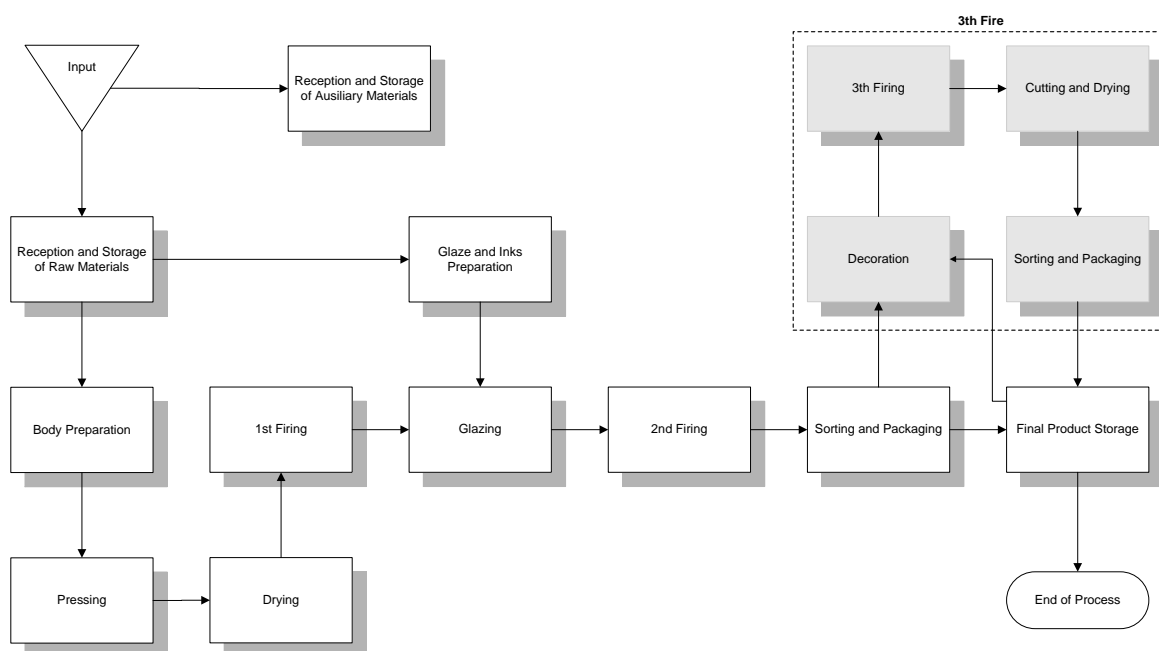 3th Fire
Input
Reception and Storage
of Ausiliary Materials
3th Firing
Cutting and Drying
Reception and Storage
of Raw Materials
Glaze and Inks
Preparation
Decoration
Sorting and Packaging
Body Preparation
1st Firing
Glazing
2nd Firing
Sorting and Packaging
Final Product Storage
Pressing
Drying
End of Process